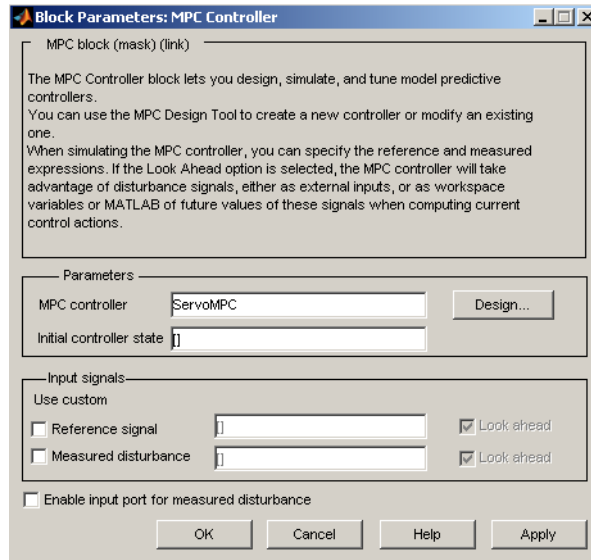 Block Parameters: MPC Controller
MPC block (mask) (link)
The MPC Controller block lets you design, simulate, and tune model predictive
controllers.
You can use the MPC Design Tool to create a new controller or modify an existing
one.
When simulating the MPC controller, you can specify the reference and measured
expressions. If the Look Ahead option is selected, the MPC controller will take
advantage of disturbance signals, either as external inputs, or as workspace
variables or MATLAB of future values of these signals when computing current
control actions.
Parameters
MPC controller ServoMPC Design...
Initial controller state []
Input signals
Use custom
Reference signal [] Look ahead
Measured disturbance [] Look ahead
Enable input port for measured disturbance
OK Cancel Help Apply